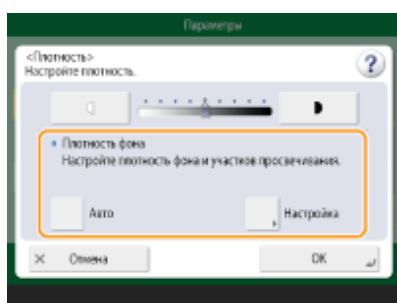 Параметры
<Плотность>
Настройте плотность.
?
Плотность фона
Настройте плотность фона и участков просвечивания.
Авто
Настройка
Отмена
OK